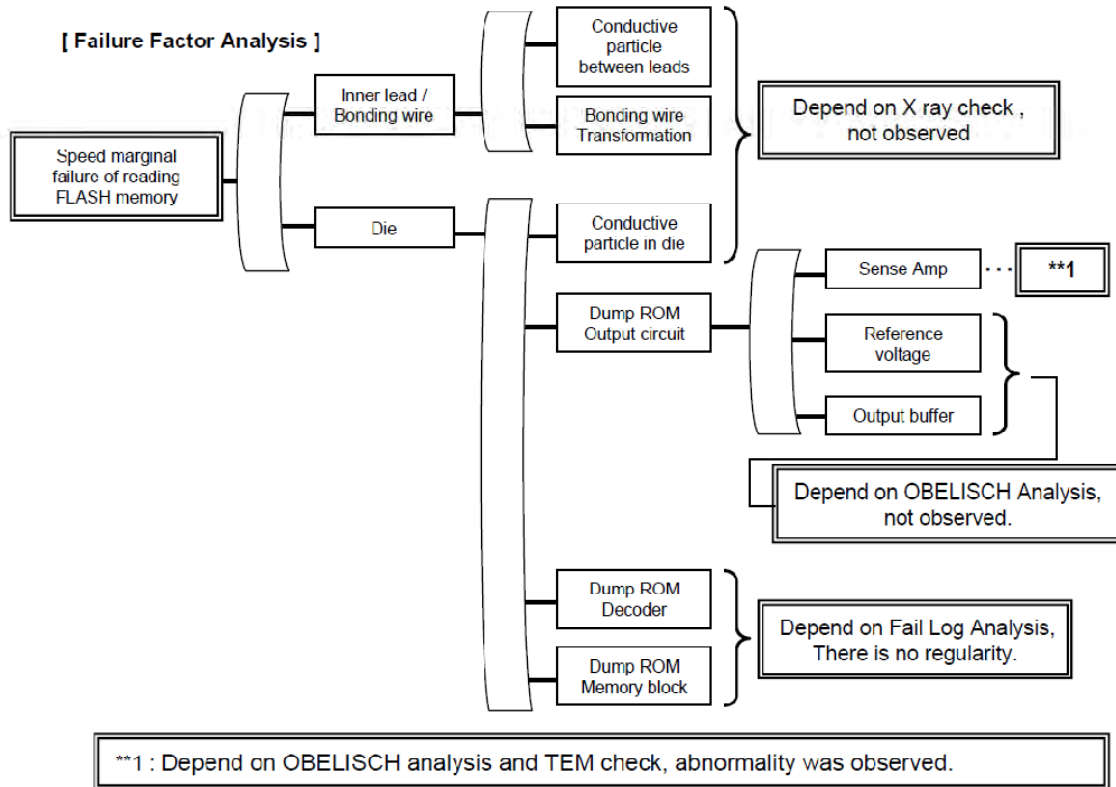 [ Failure Factor Analysis ]
Speed marginal
failure of reading
FLASH memory
Inner lead /
Bonding wire
Die
Conductive
particle
between leads
Bonding wire
Transformation
Conductive
particle in die
Depend on X ray check ,
not observed
Dump ROM
Output circuit
Sense Amp
**1
Reference
voltage
Output buffer
Depend on OBELISCH Analysis,
not observed.
Dump ROM
Decoder
Dump ROM
Memory block
Depend on Fail Log Analysis,
There is no regularity.
**1 : Depend on OBELISCH analysis and TEM check, abnormality was observed.